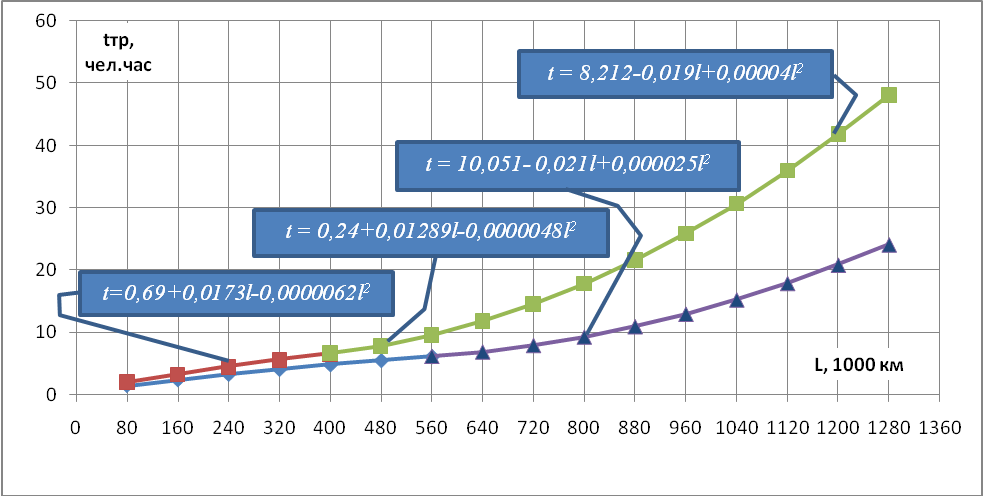 60
tтр,
чел.час
50
t = 8,212-0,019l+0,00004l²
40
t = 10,051- 0,021l+0,000025l²
30
t = 0,24+0,01289l-0,0000048l²
20
t=0,69+0,0173l-0,0000062l²
10
L, 1000 км
0
0 80 160 240 320 400 480 560 640 720 800 880 960 1040 1120 1200 1280 1360